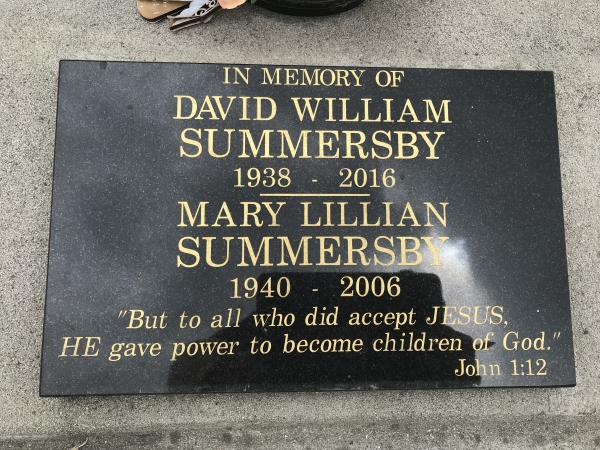 IN MEMORY OF
DAVID WILLIAM
SUMMERSBY
1938 - 2016
MARY LILLIAN
SUMMERSBY
1940 - 2006
"But to all who did accept JESUS,
HE gave power to become children of God."
John 1:12